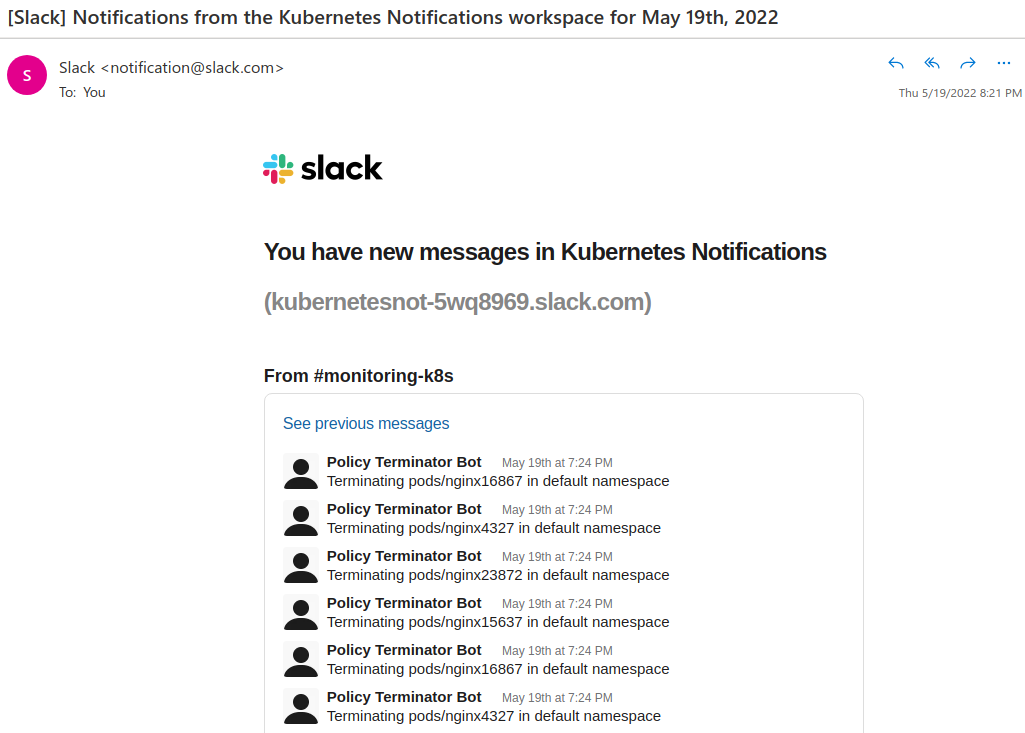 [Slack] Notifications from the Kubernetes Notifications workspace for May 19th, 2022
S
Slack <notification@slack.com>
To: You
Thu 5/19/2022 8:21 PM
slack
You have new messages in Kubernetes Notifications
(kubernetesnot-5wq8969.slack.com)
From #monitoring-k8s
See previous messages
Policy Terminator Bot May 19th at 7:24 PM
Terminating pods/nginx16867 in default namespace
Policy Terminator Bot May 19th at 7:24 PM
Terminating pods/nginx4327 in default namespace
Policy Terminator Bot May 19th at 7:24 PM
Terminating pods/nginx23872 in default namespace
Policy Terminator Bot May 19th at 7:24 PM
Terminating pods/nginx15637 in default namespace
Policy Terminator Bot May 19th at 7:24 PM
Terminating pods/nginx16867 in default namespace
Policy Terminator Bot May 19th at 7:24 PM
Terminating pods/nginx4327 in default namespace